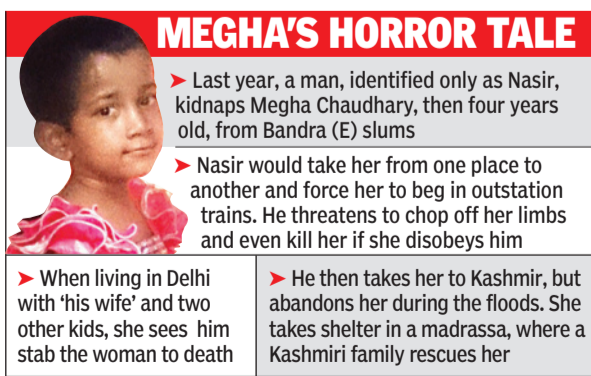 MEGHA'S HORROR TALE
➤ Last year, a man, identified only as Nasir,
kidnaps Megha Chaudhary, then four years
old, from Bandra (E) slums
➤ Nasir would take her from one place to
another and force her to beg in outstation
trains. He threatens to chop off her limbs
and even kill her if she disobeys him
➤ When living in Delhi
with ‘his wife’ and two
other kids, she sees him
stab the woman to death
➤ He then takes her to Kashmir, but
abandons her during the floods. She
takes shelter in a madrassa, where a
Kashmiri family rescues her